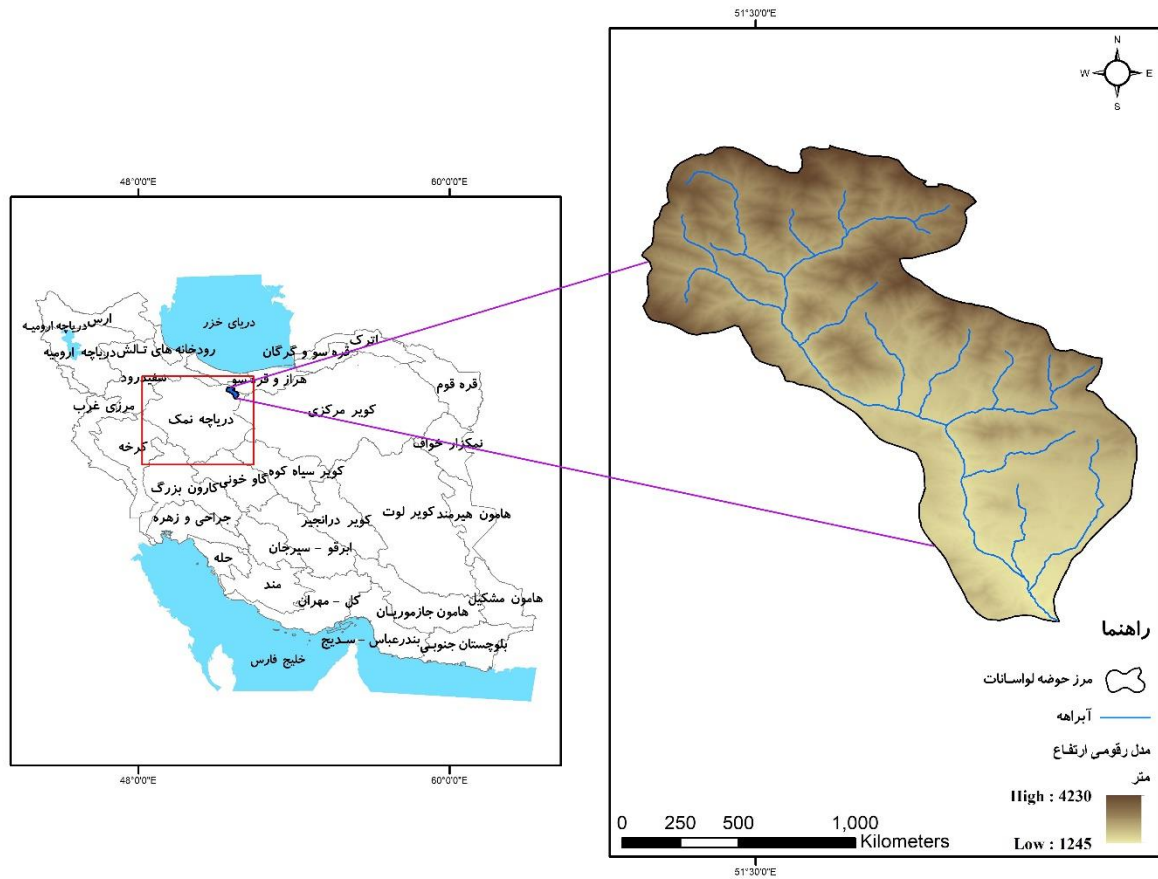 48°0'0"E
60°0'0"E
دریای خزر
ارس
دریاچه ارومیه
دریاچه ارومیه
رودخانه های تالش
قره سو و گرگان
اترک
سفیدرود
هراز و قره سو
قره قوم
مرزی غرب
دریاچه نمک
کویر مرکزی
کرخه
نمکزار خواف
کارون بزرگ
گاو خونی
کویر سیاه کوه
جراحی و زهره
کویر درانجیر
کویر لوت
هامون هیرمند
حله
ابرقو - سیرجان
مند
کل - مهران
هامون جازموریان
هامون مشکیل
خلیج فارس
بندرعباس - سدیج
بلوچستان جنوبی
48°0'0"E
60°0'0"E
51°30'0"E
N
W
E
S
راهنما
مرز حوضه لواسانات
آبراهه
مدل رقومی ارتفاع
متر
High : 4230
Low : 1245
0 250 500 1,000
Kilometers
51°30'0"E